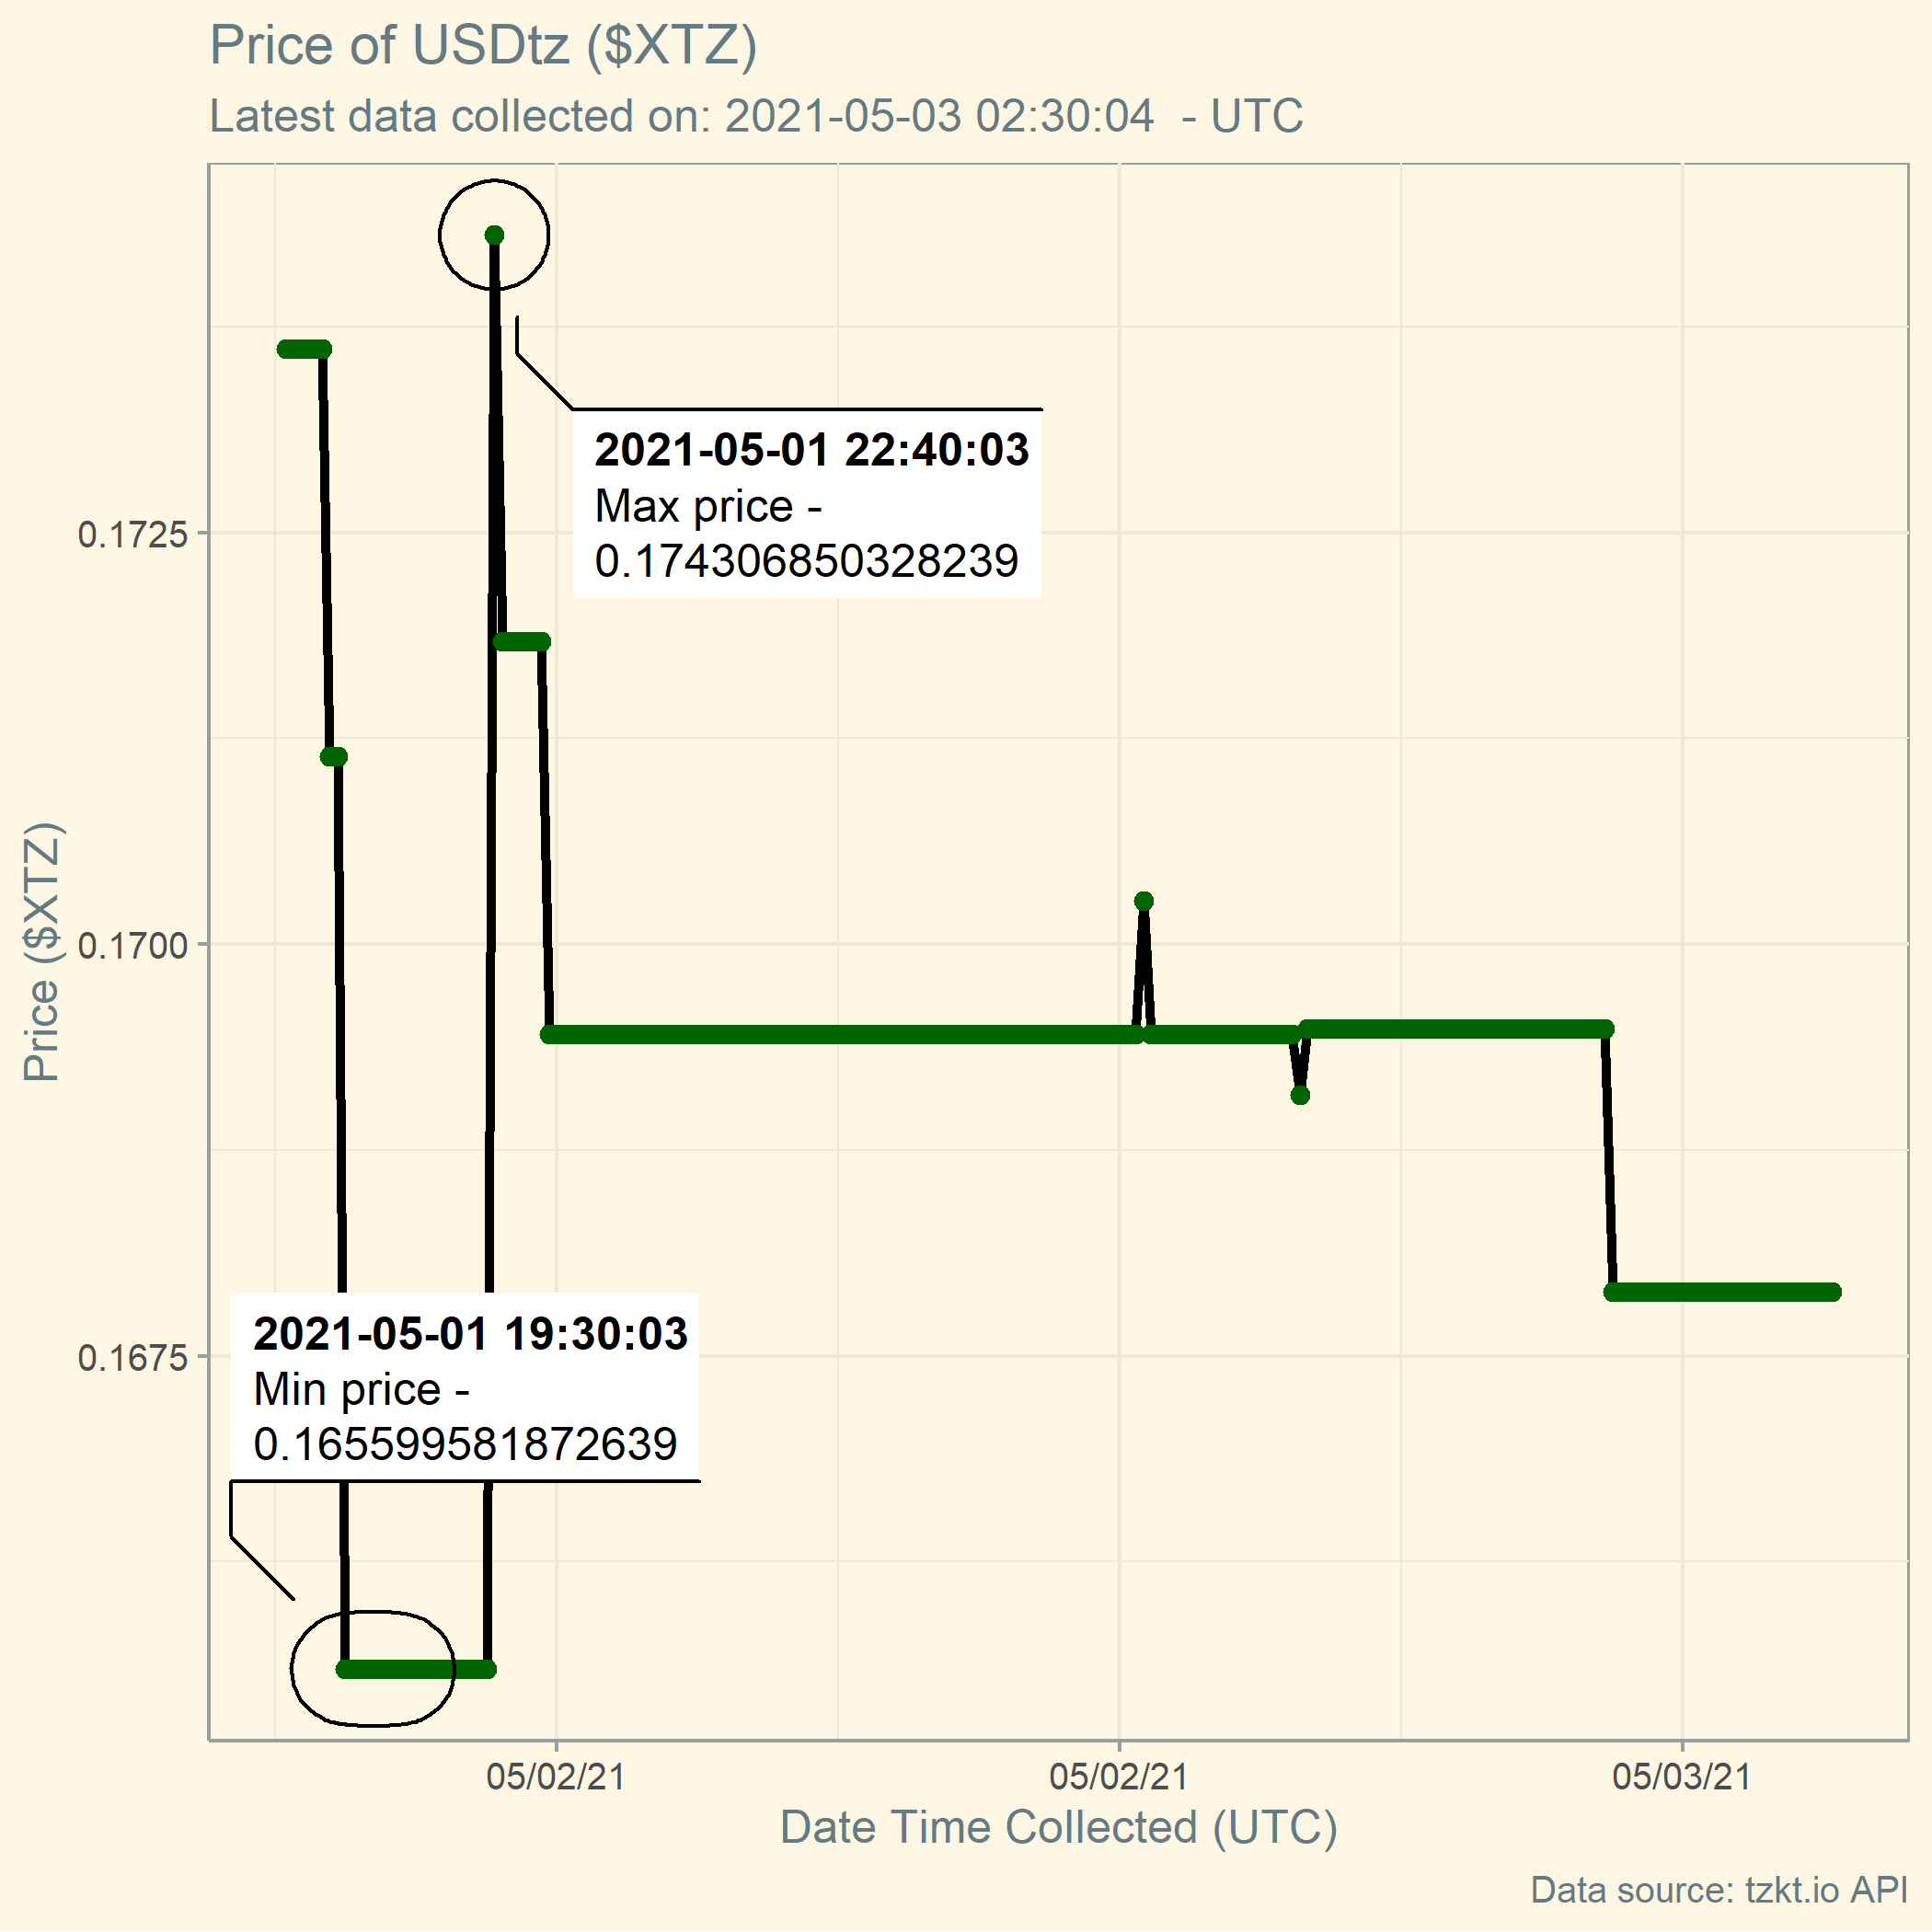 Price of USDtz ($XTZ)
Latest data collected on: 2021-05-03 02:30:04  - UTC
2021-05-01 22:40:03
Max price -
0.174306850328239
0.1725
0.1700
0.1675
Price ($XTZ)
2021-05-01 19:30:03
Min price -
0.165599581872639
05/02/21
05/02/21
05/03/21
Date Time Collected (UTC)
Data source: tzkt.io API